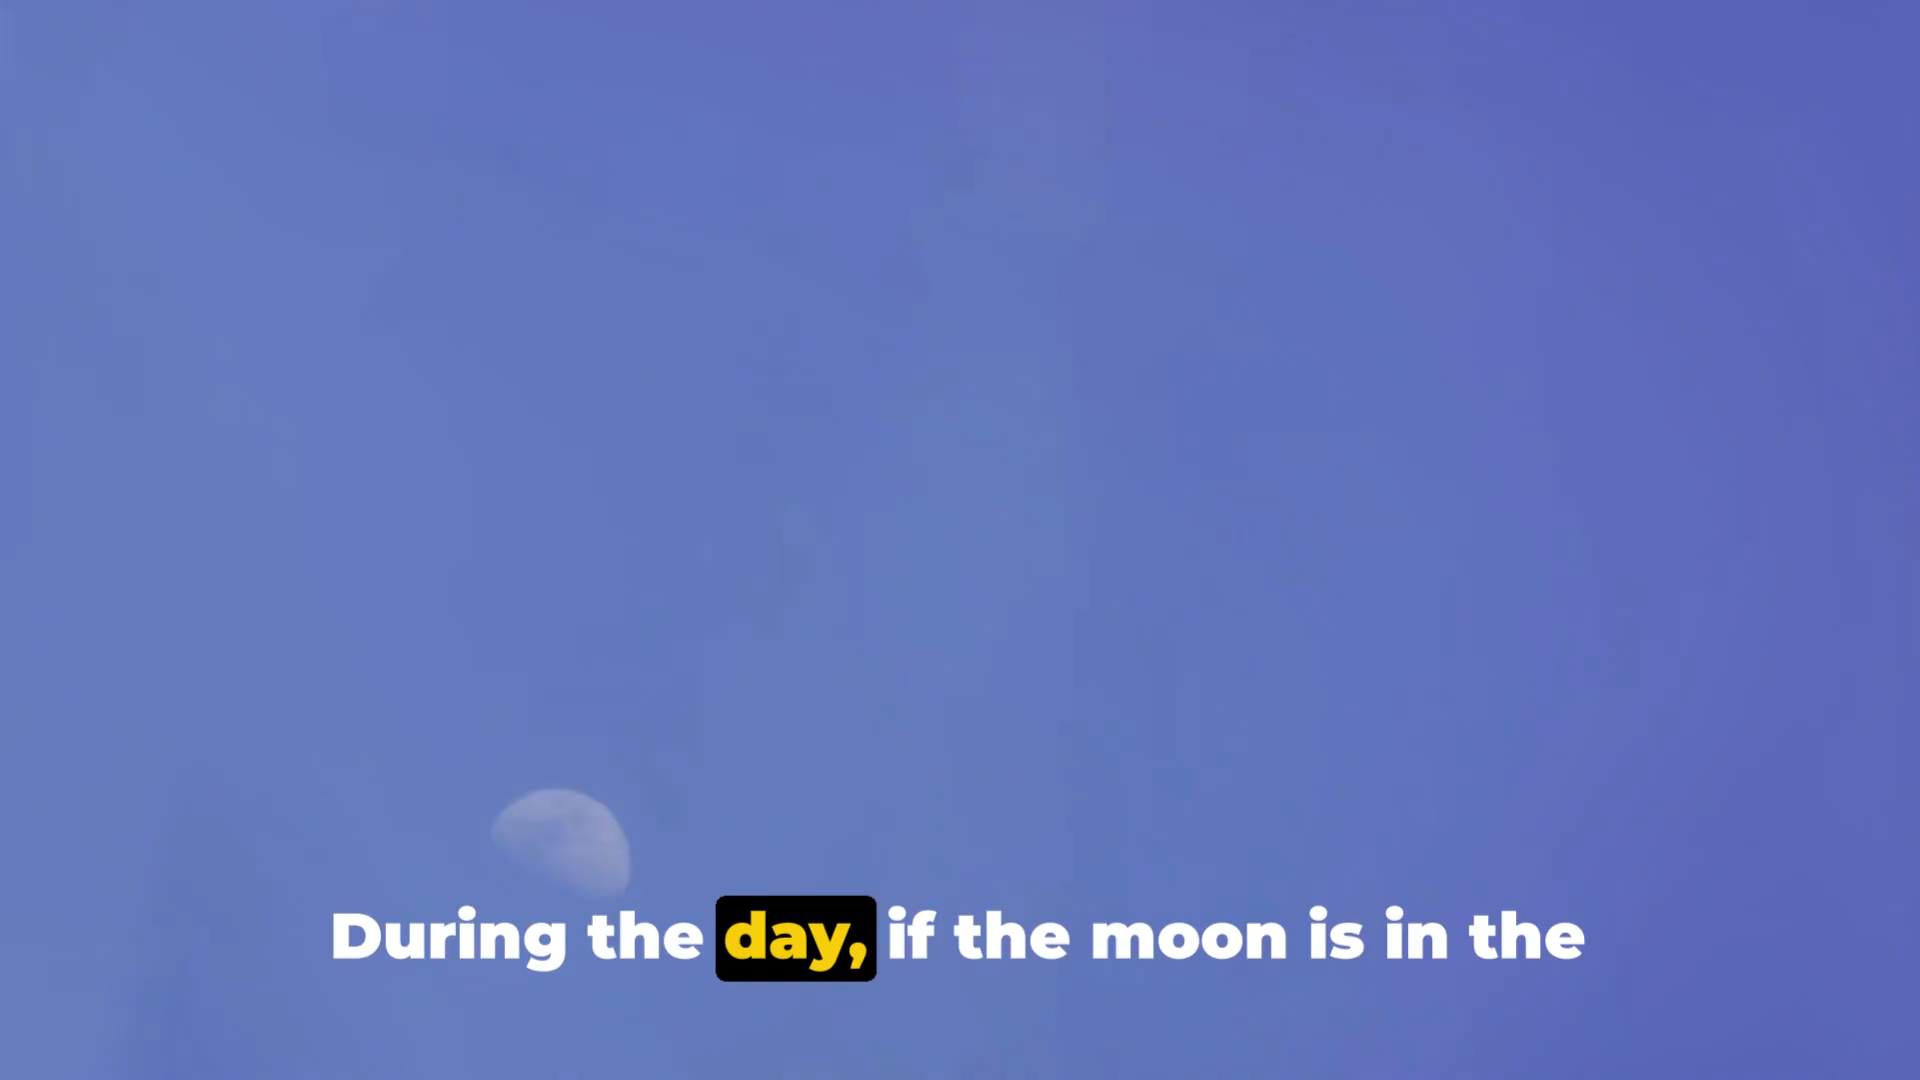 During the day, if the moon is in the